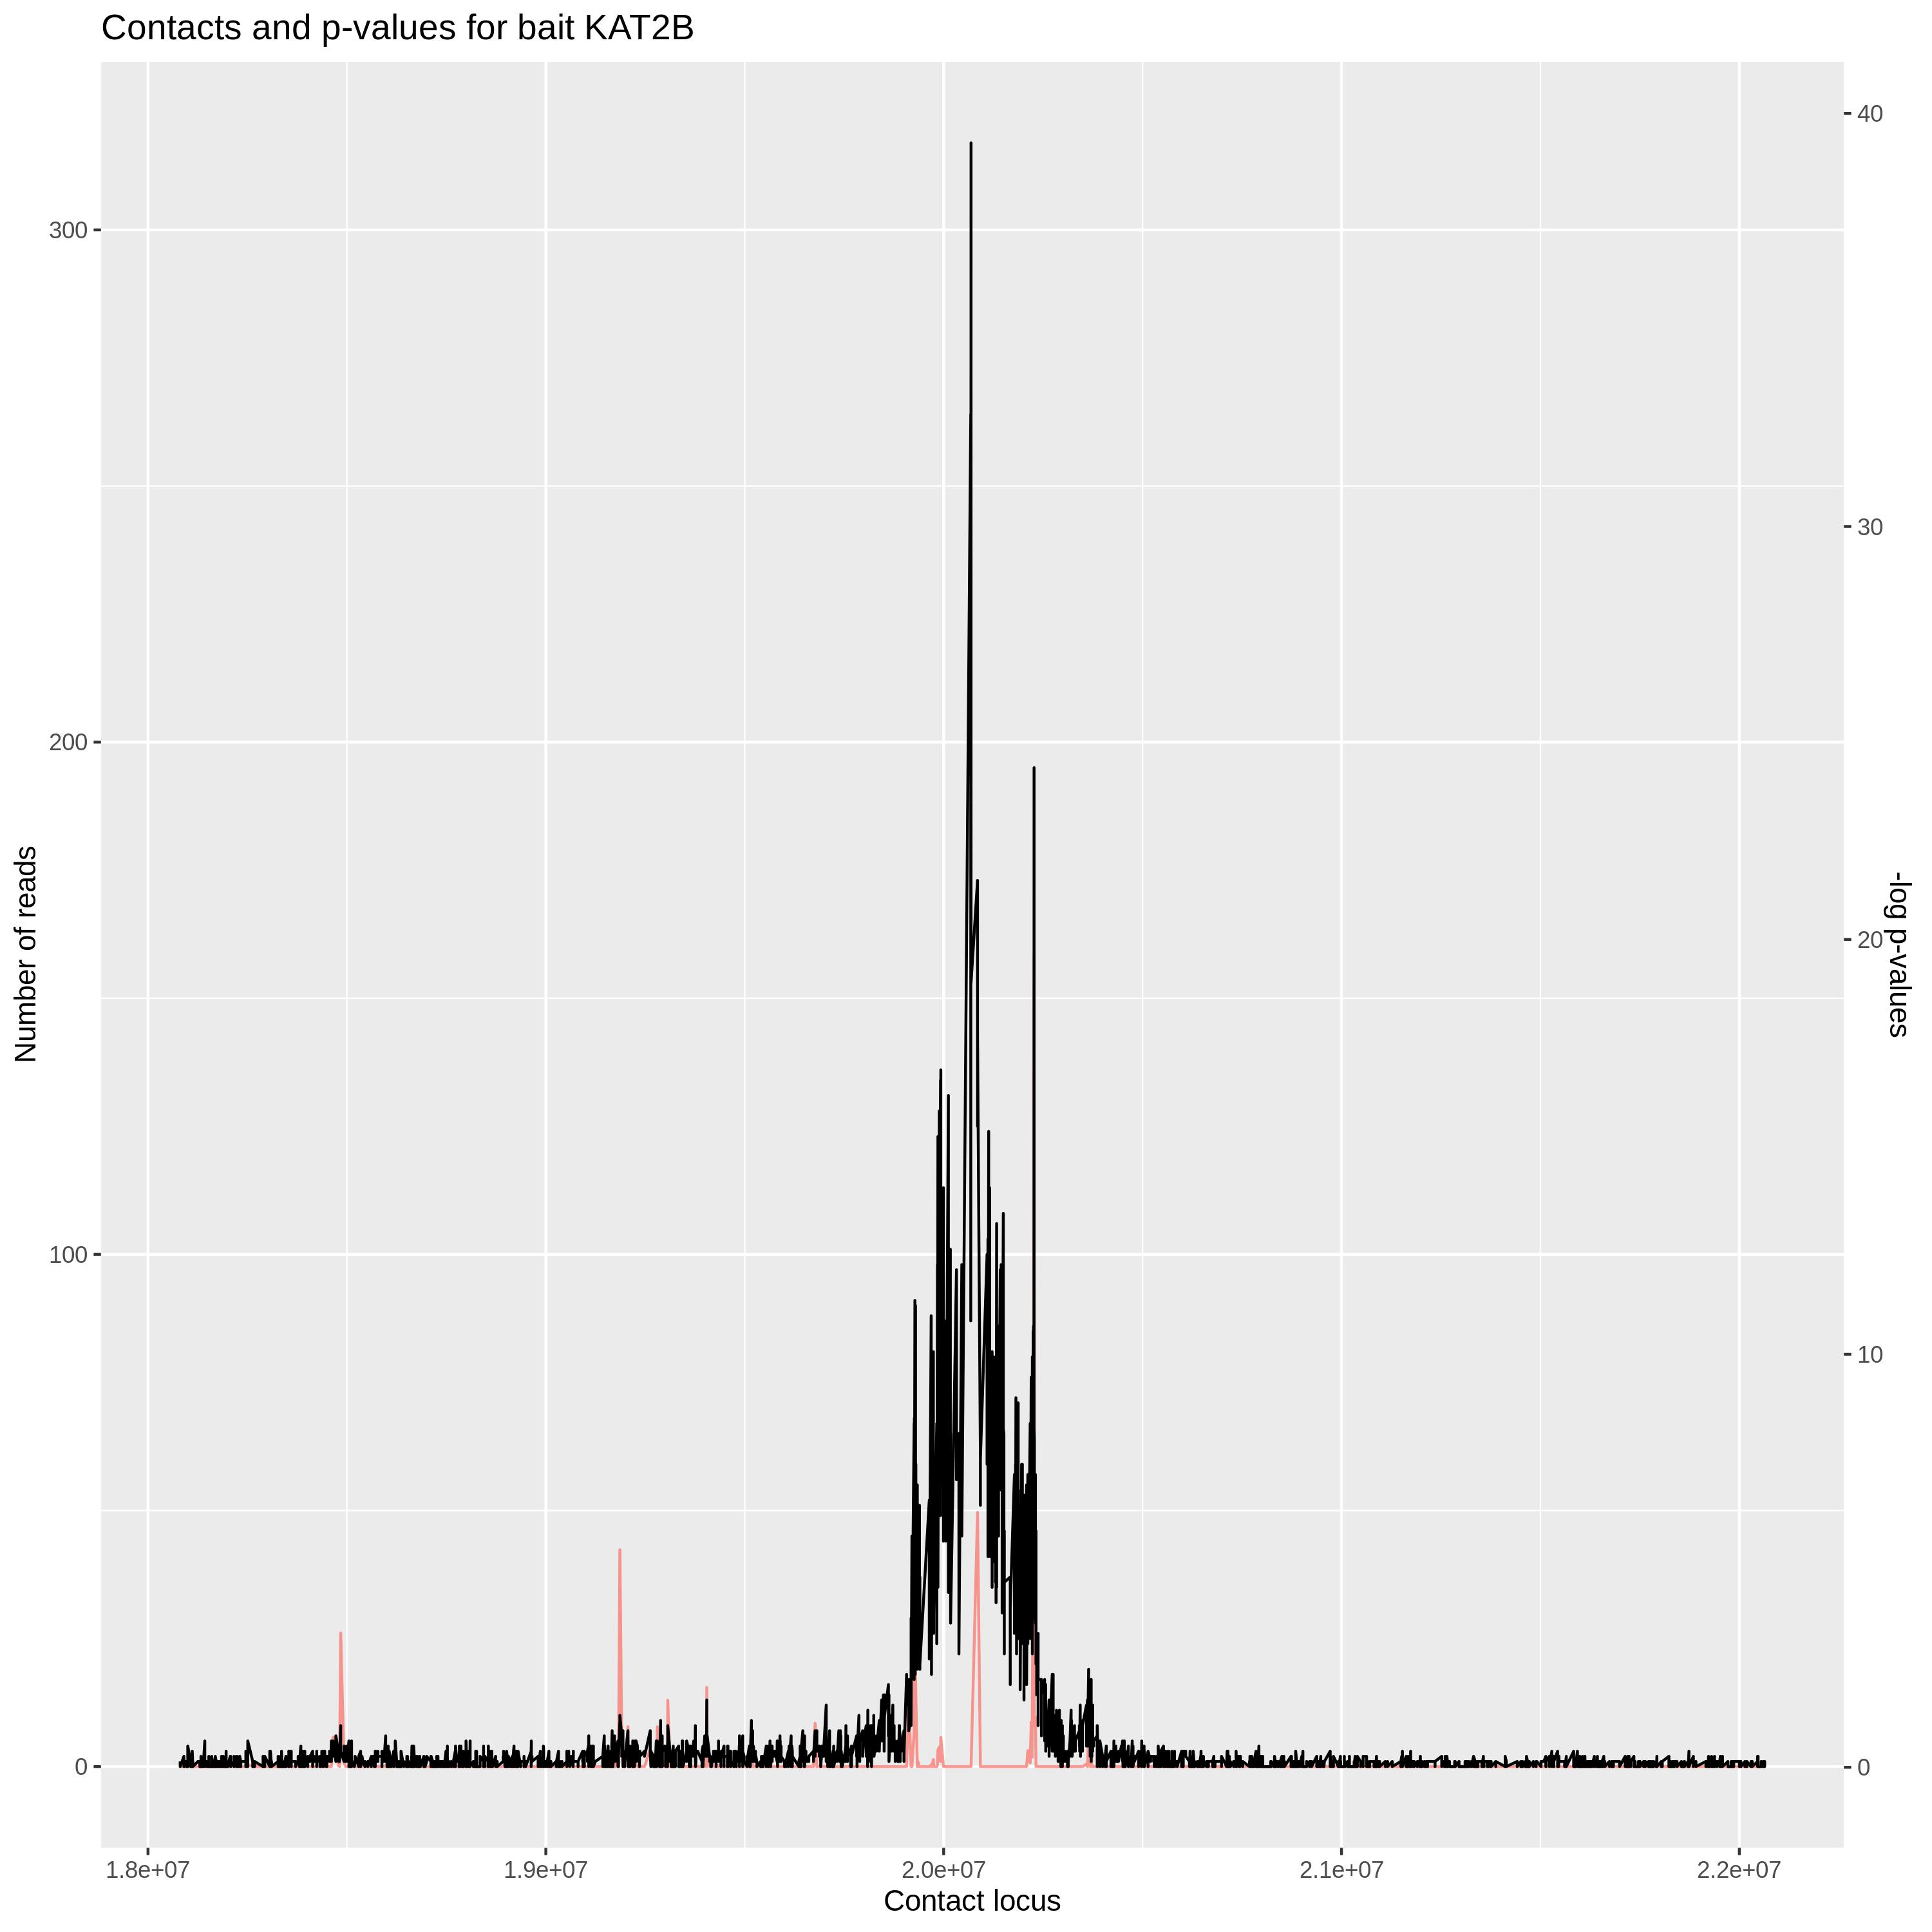 Contacts and p-values for bait KAT2B
40
300
30
200
Number of reads
-log p-values
20
100
10
0
0
1.8e+07
1.9e+07
2.0e+07
2.1e+07
2.2e+07
Contact locus